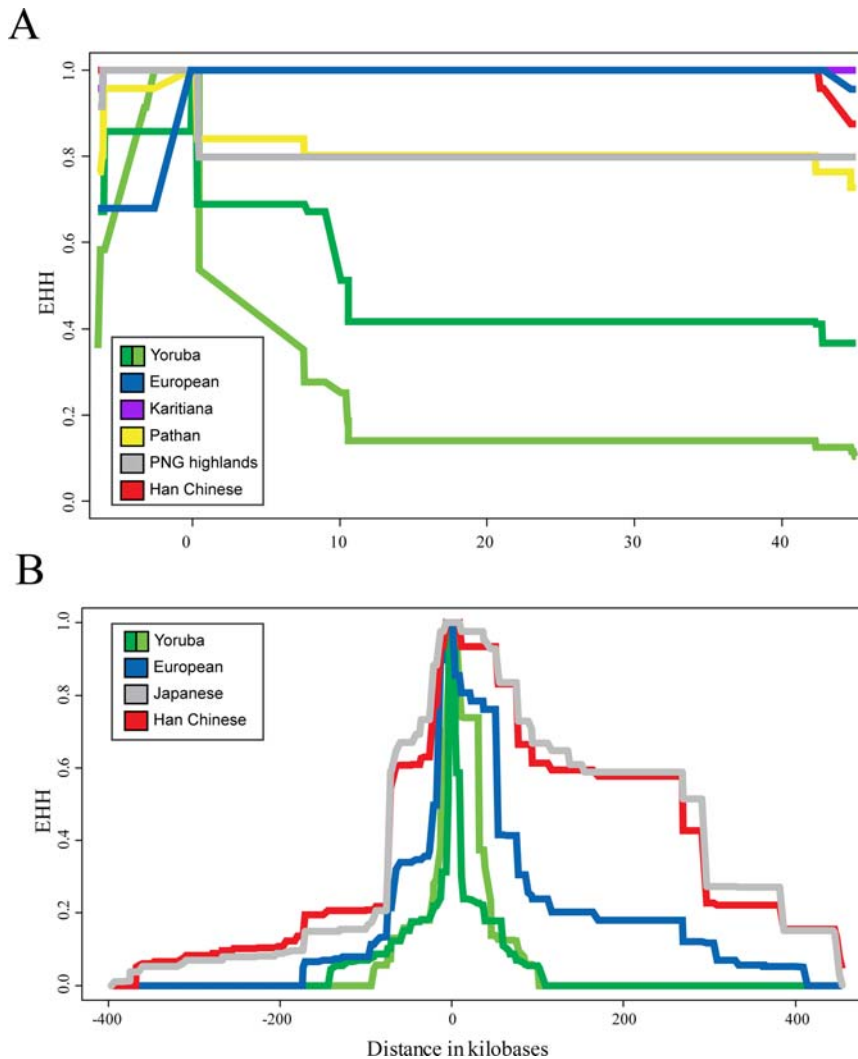 A
EHH
1.0
0.8
0.6
0.4
0.2
0.0
Yoruba
European
Karitiana
Pathan
PNG highlands
Han Chinese
0 10 20 30 40
B
EHH
1.0
0.8
0.6
0.4
0.2
0.0
Yoruba
European
Japanese
Han Chinese
-400 -200 0 200 400
Distance in kilobases